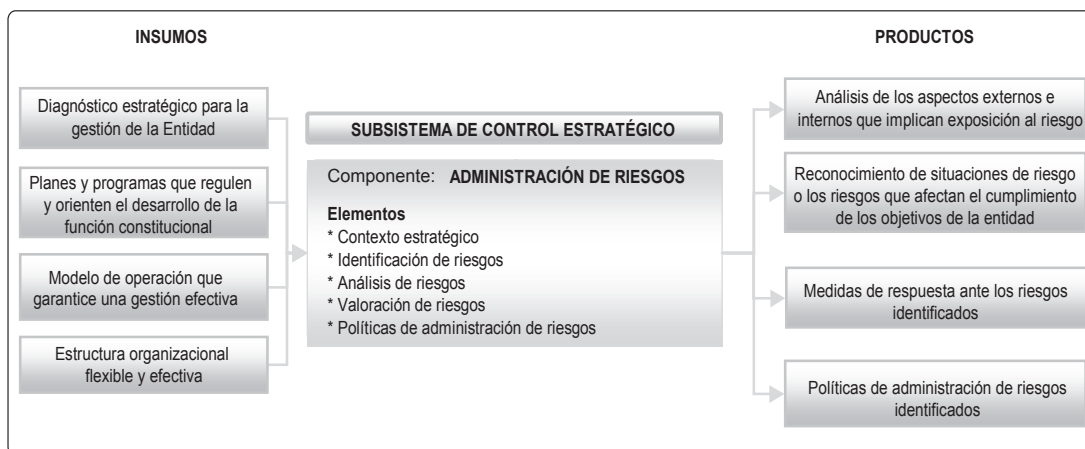 INSUMOS
Diagnóstico estratégico para la
gestión de la Entidad
Planes y programas que regulen
y orienten el desarrollo de la
función constitucional
Modelo de operación que
garantice una gestión efectiva
Estructura organizacional
flexible y efectiva
SUBSISTEMA DE CONTROL ESTRATÉGICO
Componente: ADMINISTRACIÓN DE RIESGOS
Elementos
* Contexto estratégico
* Identificación de riesgos
* Análisis de riesgos
* Valoración de riesgos
* Políticas de administración de riesgos
PRODUCTOS
Análisis de los aspectos externos e
internos que implican exposición al riesgo
Reconocimiento de situaciones de riesgo
o los riesgos que afectan el cumplimiento
de los objetivos de la entidad
Medidas de respuesta ante los riesgos
identificados
Políticas de administración de riesgos
identificados